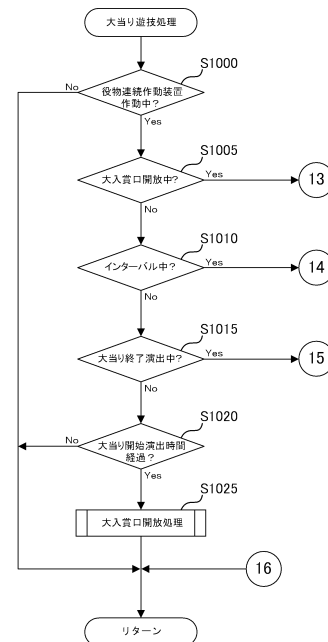 大当り遊技処理
S1000
役物連続作動装置
作動中？
No
Yes
S1005
大入賞口開放中?
Yes
13
No
S1010
インターバル中？
Yes
14
No
S1015
大当り終了演出中?
Yes
15
No
S1020
大当り開始演出時間
経過？
No
Yes
S1025
大入賞口開放処理
16
リターン